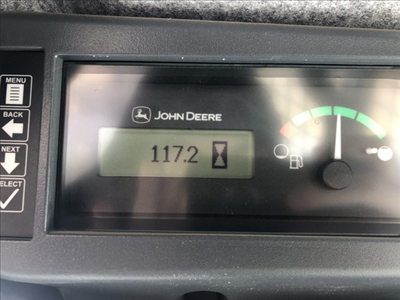 MENU
BACK
NEXT
SELECT
JOHN DEERE
117.2